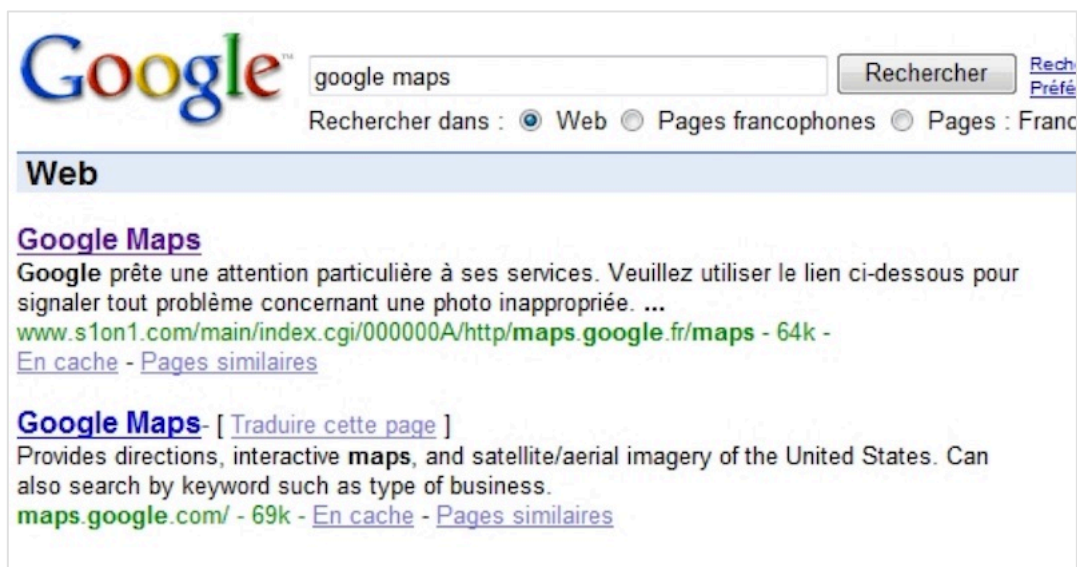 Google™
google maps
Rechercher
Rech
Préfé
Rechercher dans : Web Pages francophones Pages : Franc
Web
Google Maps
Google prête une attention particulière à ses services. Veuillez utiliser le lien ci-dessous pour
signaler tout problème concernant une photo inappropriée. ...
www.s1on1.com/main/index.cgi/000000A/http/maps.google.fr/maps - 64k -
En cache - Pages similaires
Google Maps- [ Traduire cette page ]
Provides directions, interactive maps, and satellite/aerial imagery of the United States. Can
also search by keyword such as type of business.
maps.google.com/ - 69k - En cache - Pages similaires